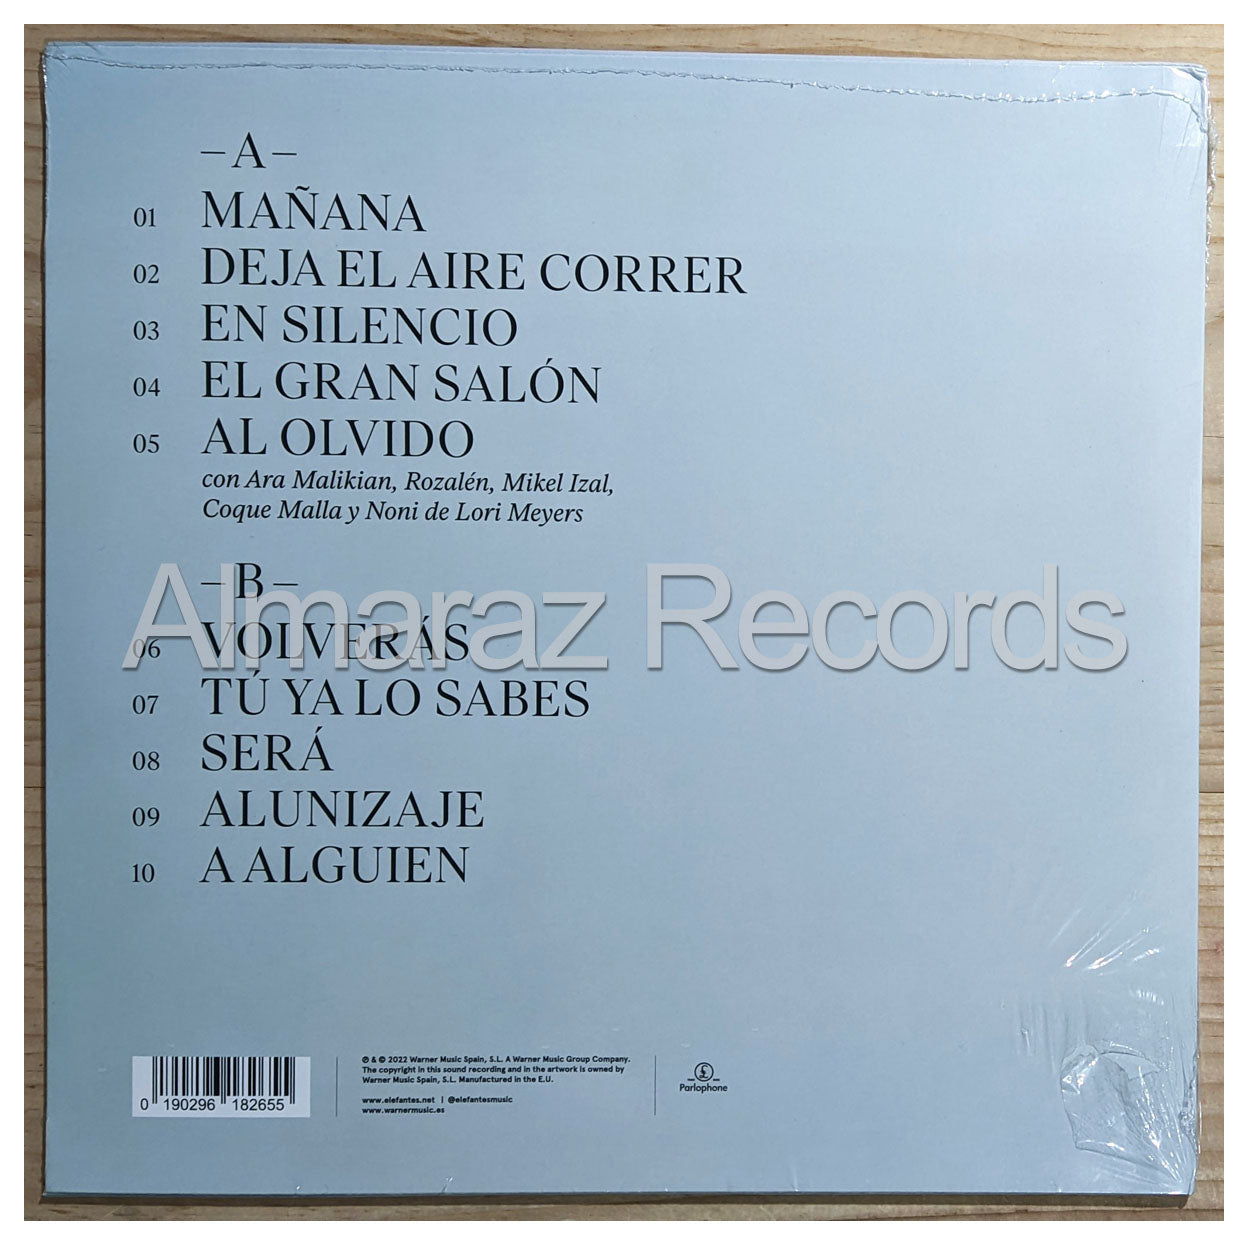 – A –
01 MAÑANA
02 DEJA EL AIRE CORRER
03 EN SILENCIO
04 EL GRAN SALÓN
05 AL OLVIDO
con Ara Malikian, Rozalén, Mikel Izal,
Coque Malla y Noni de Lori Meyers
– B –
Almaraz Records
06 VOLVERÁS
07 TÚ YA LO SABES
08 SERÁ
09 ALUNIZAJE
10 A ALGUIEN
0 190296 182655
℗ & © 2022 Warner Music Spain, S.L. A Warner Music Group Company.
The copyright in this sound recording and in the artwork is owned by
Warner Music Spain, S.L. Manufactured in the E.U.
www.elefantes.net | @elefantesmusic
www.warnermusic.es
£
Parlophone